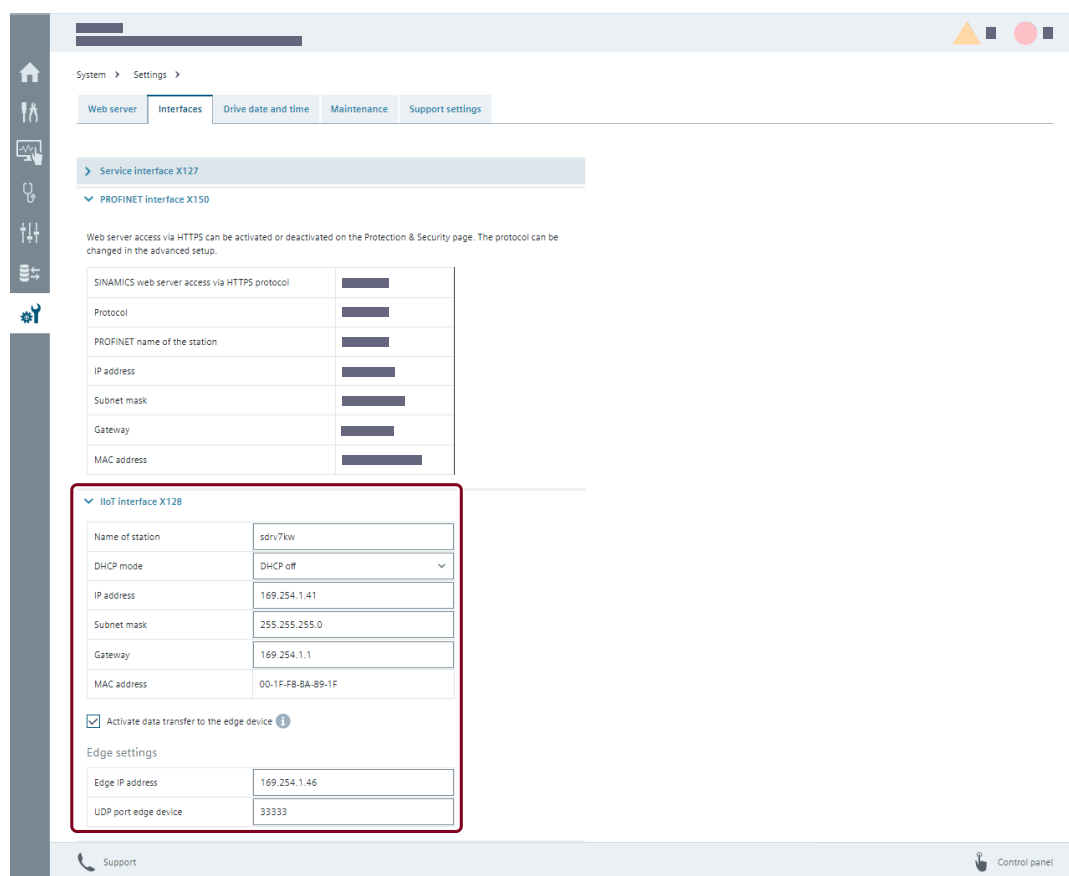 System > Settings >
Web server Interfaces Drive date and time Maintenance Support settings
Service interface X127
PROFINET interface X150
Web server access via HTTPS can be activated or deactivated on the Protection & Security page. The protocol can be
changed in the advanced setup.
SINAMICS web server access via HTTPS protocol
Protocol
PROFINET name of the station
IP address
Subnet mask
Gateway
MAC address
IIoT interface X128
Name of station sdrv7kw
DHCP mode DHCP off
IP address 169.254.1.41
Subnet mask 255.255.255.0
Gateway 169.254.1.1
MAC address 00-1F-F8-BA-89-1F
Activate data transfer to the edge device i
Edge settings
Edge IP address 169.254.1.46
UDP port edge device 33333
Support Control panel